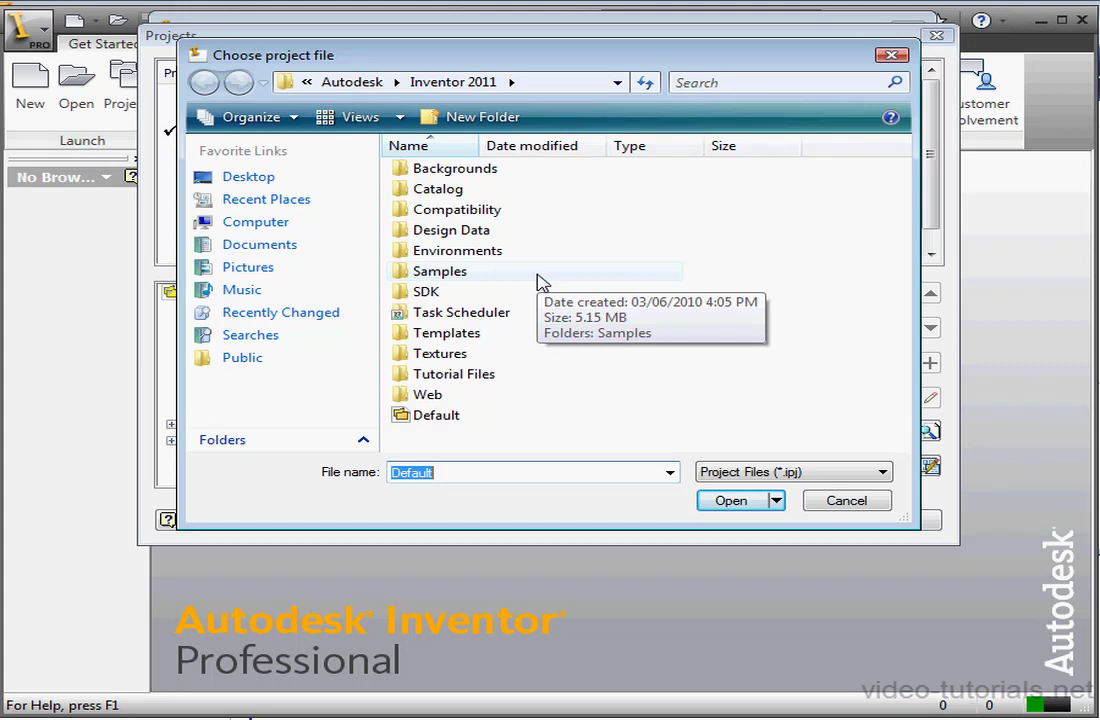 PRO
Get Started
Projects
Choose project file
« Autodesk Inventor 2011
Search
New
Open
Organize
Views
New Folder
Launch
No Brow...
Name
Date modified
Type
Size
Favorite Links
Desktop
Recent Places
Computer
Documents
Pictures
Music
Recently Changed
Searches
Public
Folders
Backgrounds
Catalog
Compatibility
Design Data
Environments
Samples
SDK
Task Scheduler
Templates
Textures
Tutorial Files
Web
Default
Date created: 03/06/2010 4:05 PM
Size: 5.15 MB
Folders: Samples
File name:
Default
Project Files (*.ipj)
Open
Cancel
Autodesk® Inventor®
Professional
Autodesk®
video-tutorials.net
For Help, press F1
0
0